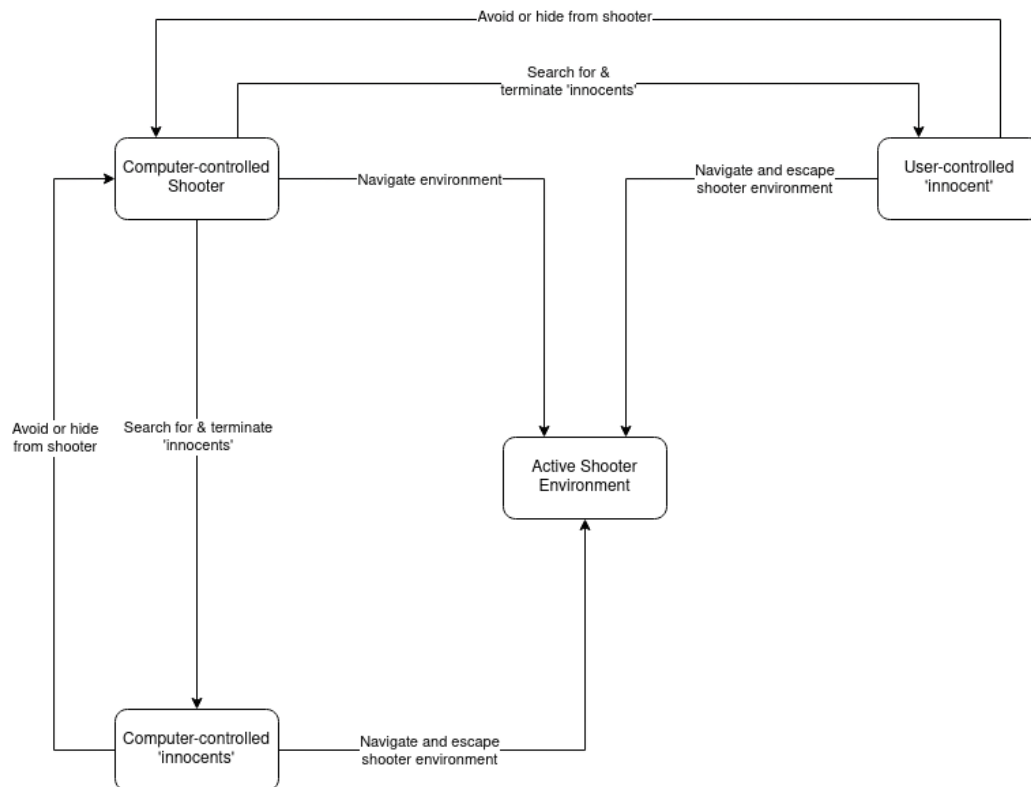 Avoid or hide from shooter
Search for &
terminate 'innocents'
Computer-controlled
Shooter
Navigate environment
Navigate and escape
shooter environment
User-controlled
'innocent'
Avoid or hide
from shooter
Search for & terminate
'innocents'
Active Shooter
Environment
Computer-controlled
'innocents'
Navigate and escape
shooter environment